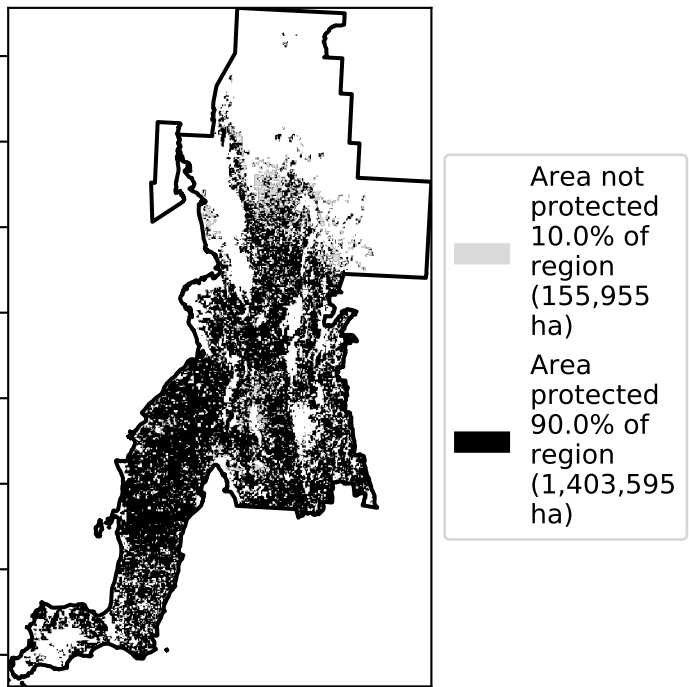 Area not
protected
10.0% of
region
(155,955
ha)
Area
protected
90.0% of
region
(1,403,595
ha)